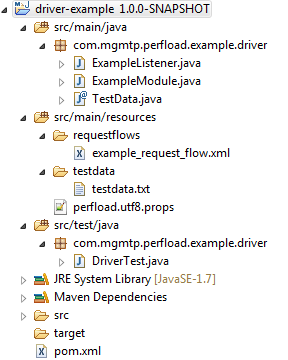 driver-example 1.0.0-SNAPSHOT
src/main/java
com.mgmtp.perfload.example.driver
ExampleListener.java
ExampleModule.java
TestData.java
src/main/resources
requestflows
example_request_flow.xml
testdata
testdata.txt
perfload.utf8.props
src/test/java
com.mgmtp.perfload.example.driver
DriverTest.java
JRE System Library [JavaSE-1.7]
Maven Dependencies
src
target
pom.xml